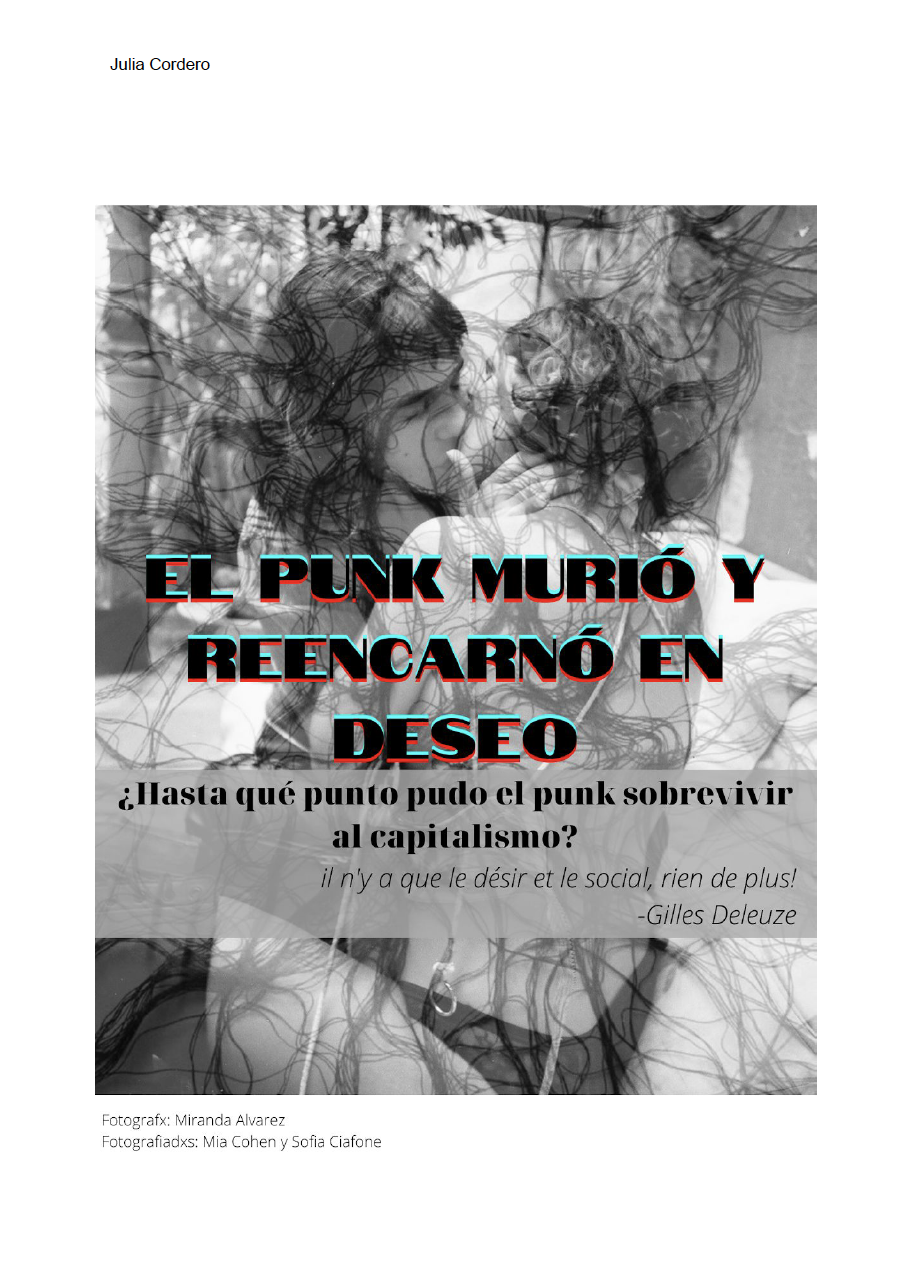 Julia Cordero
EL PUNK MURIÓ Y
REENCARNÓ EN
DESEO
¿Hasta qué punto pudo el punk sobrevivir
al capitalismo?
il n'y a que le désir et le social, rien de plus!
-Gilles Deleuze
Fotografx: Miranda Alvarez
Fotografiadxs: Mia Cohen y Sofia Ciafone